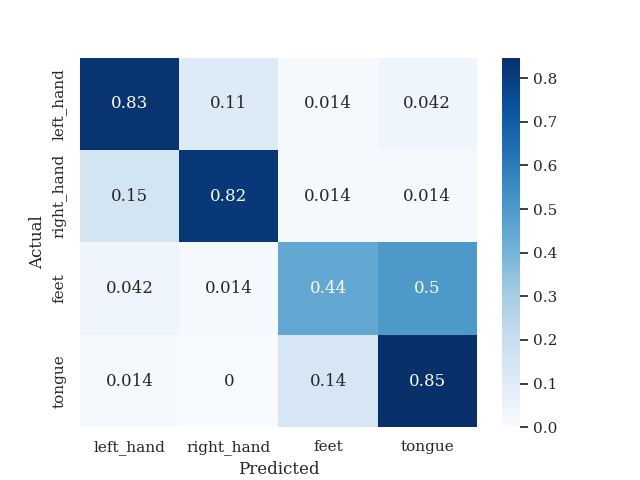 left_hand 0.83 0.11 0.014 0.042
right_hand 0.15 0.82 0.014 0.014
feet 0.042 0.014 0.44 0.5
tongue 0.014 0 0.14 0.85
Actual
left_hand right_hand feet tongue
Predicted
0.8
0.7
0.6
0.5
0.4
0.3
0.2
0.1
0.0